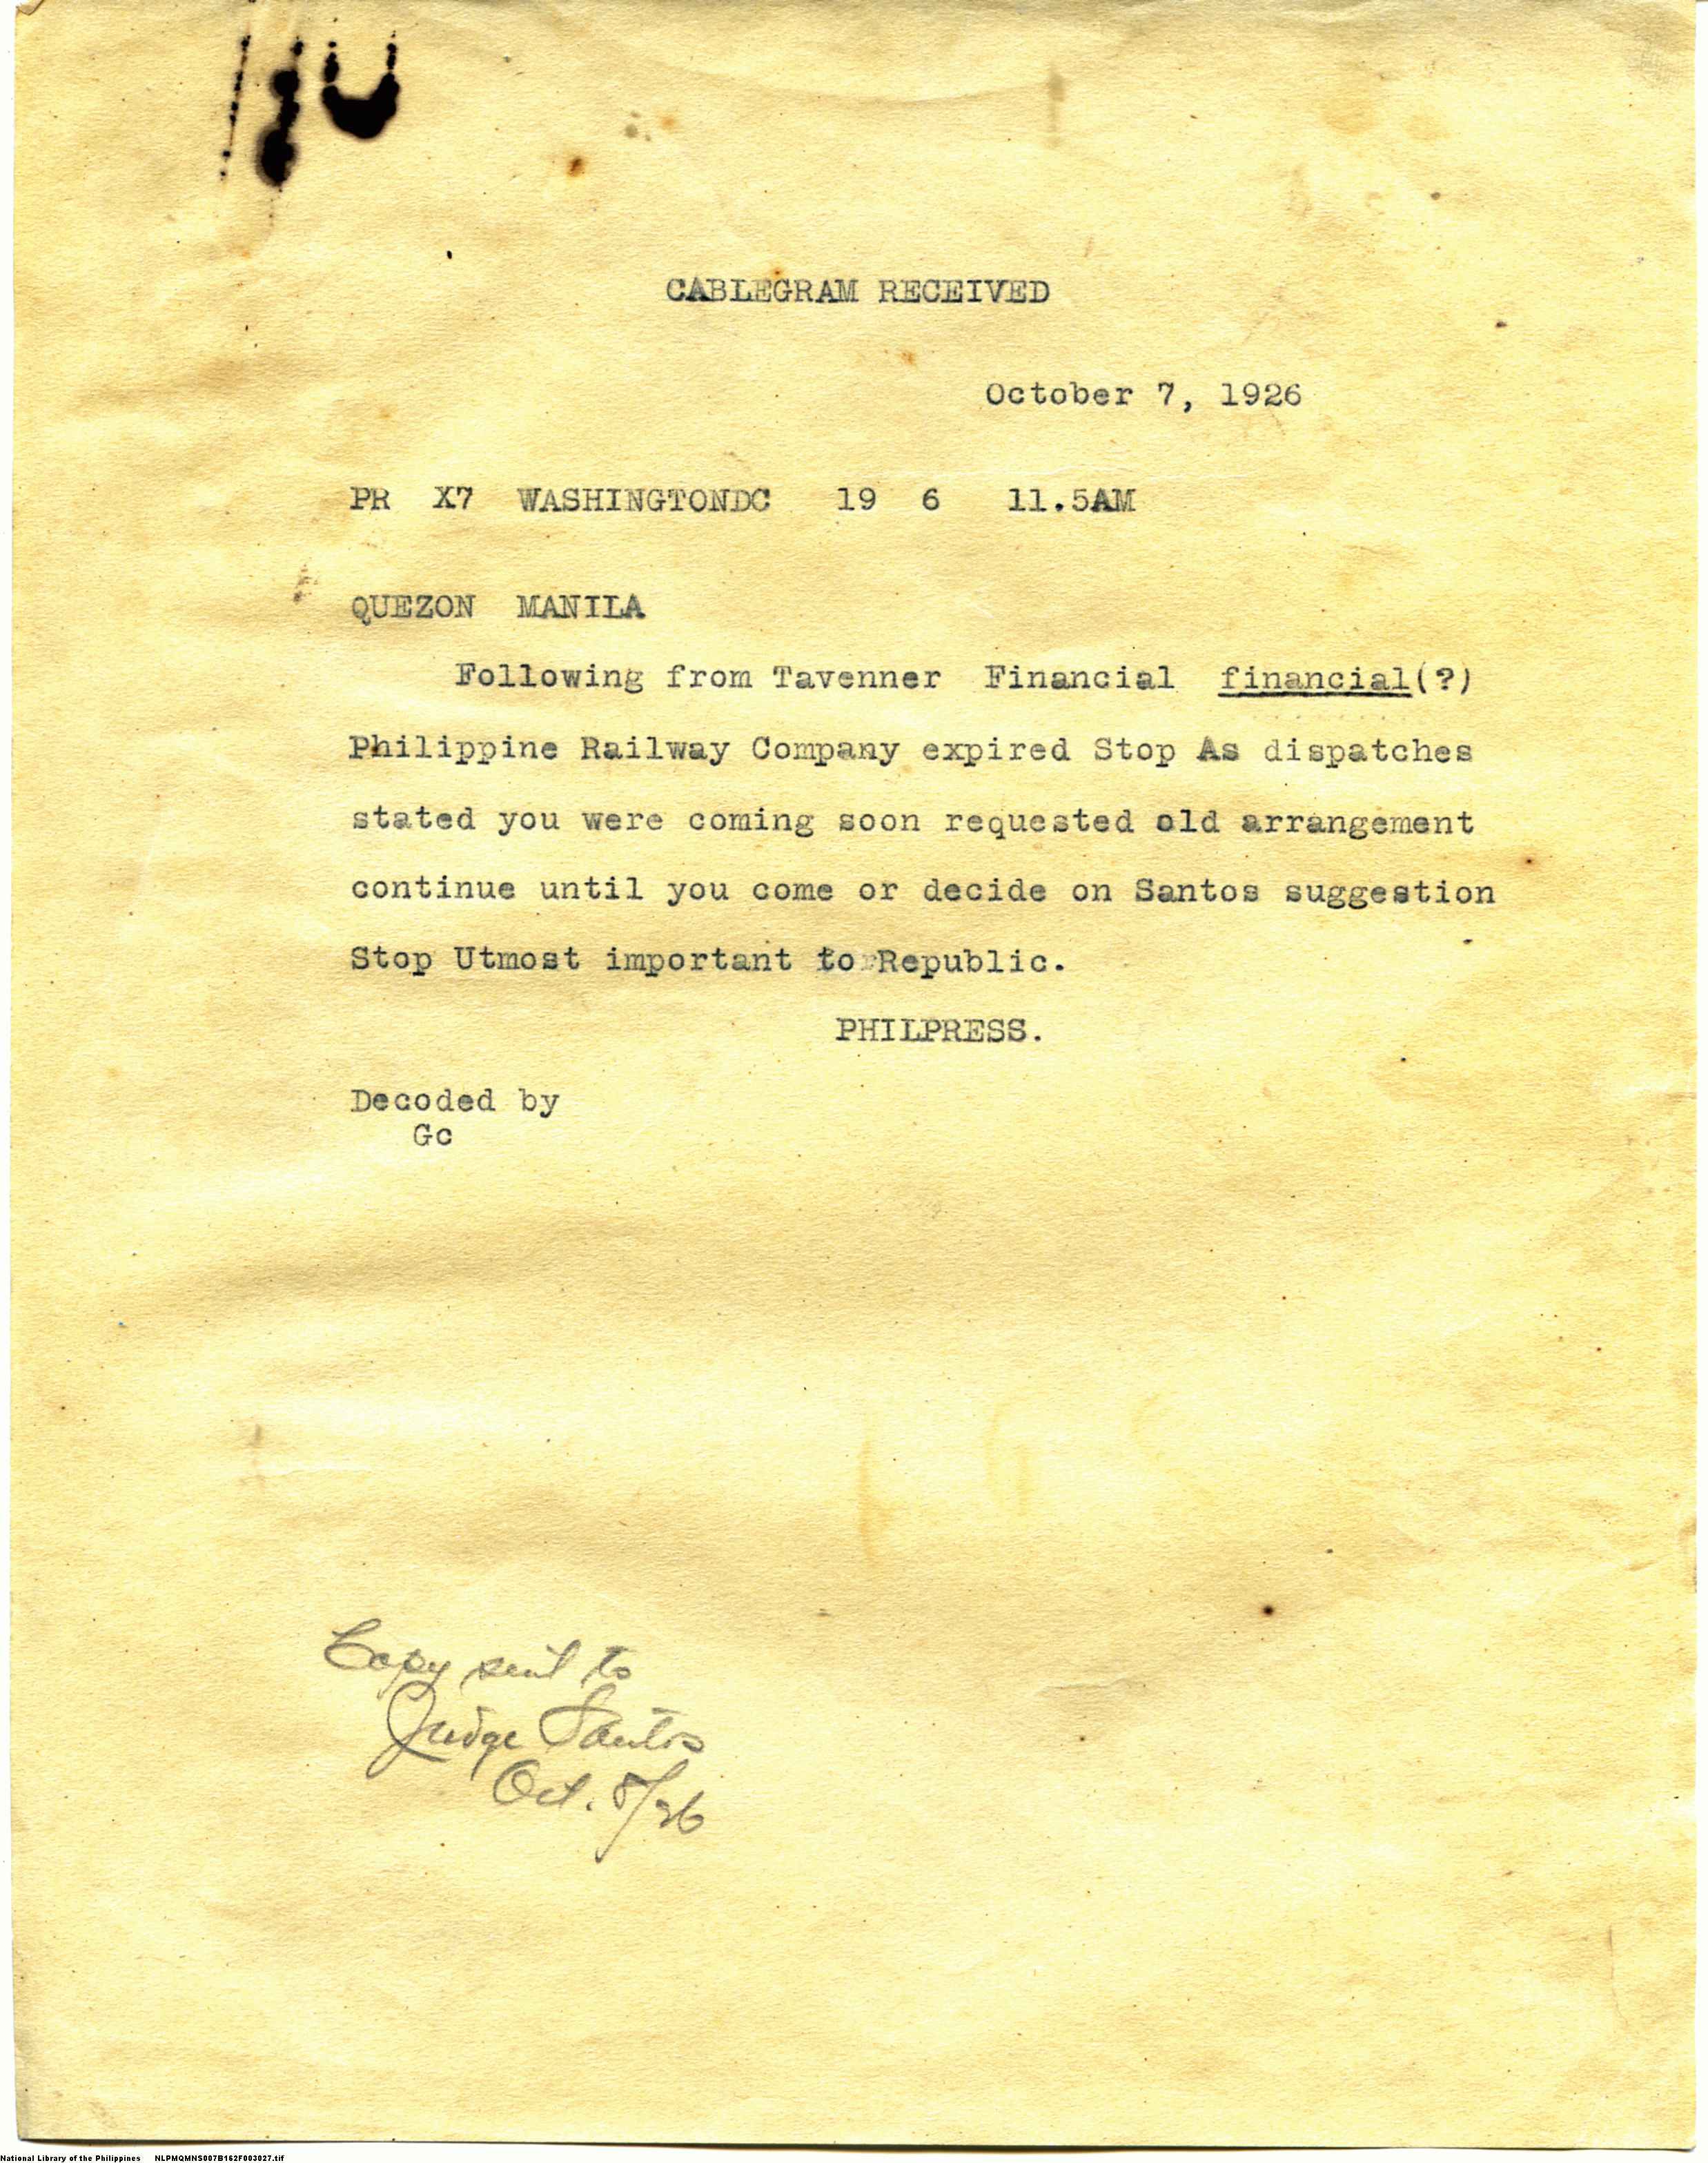 CABLEGRAM RECEIVED
October 7, 1926
PR X7 WASHINGTONDC 19 6 11.5AM
QUEZON MANILA
Following from Tavenner Financial financial(?)
Philippine Railway Company expired Stop As dispatches
stated you were coming soon requested old arrangement
continue until you come or decide on Santos suggestion
Stop Utmost important to Republic.
PHILPRESS.
Decoded by
Gc
Copy sent to
Judge Santos
Oct. 8/26
National Library of the Philippines NLPMQMNS007B162F003027.tif